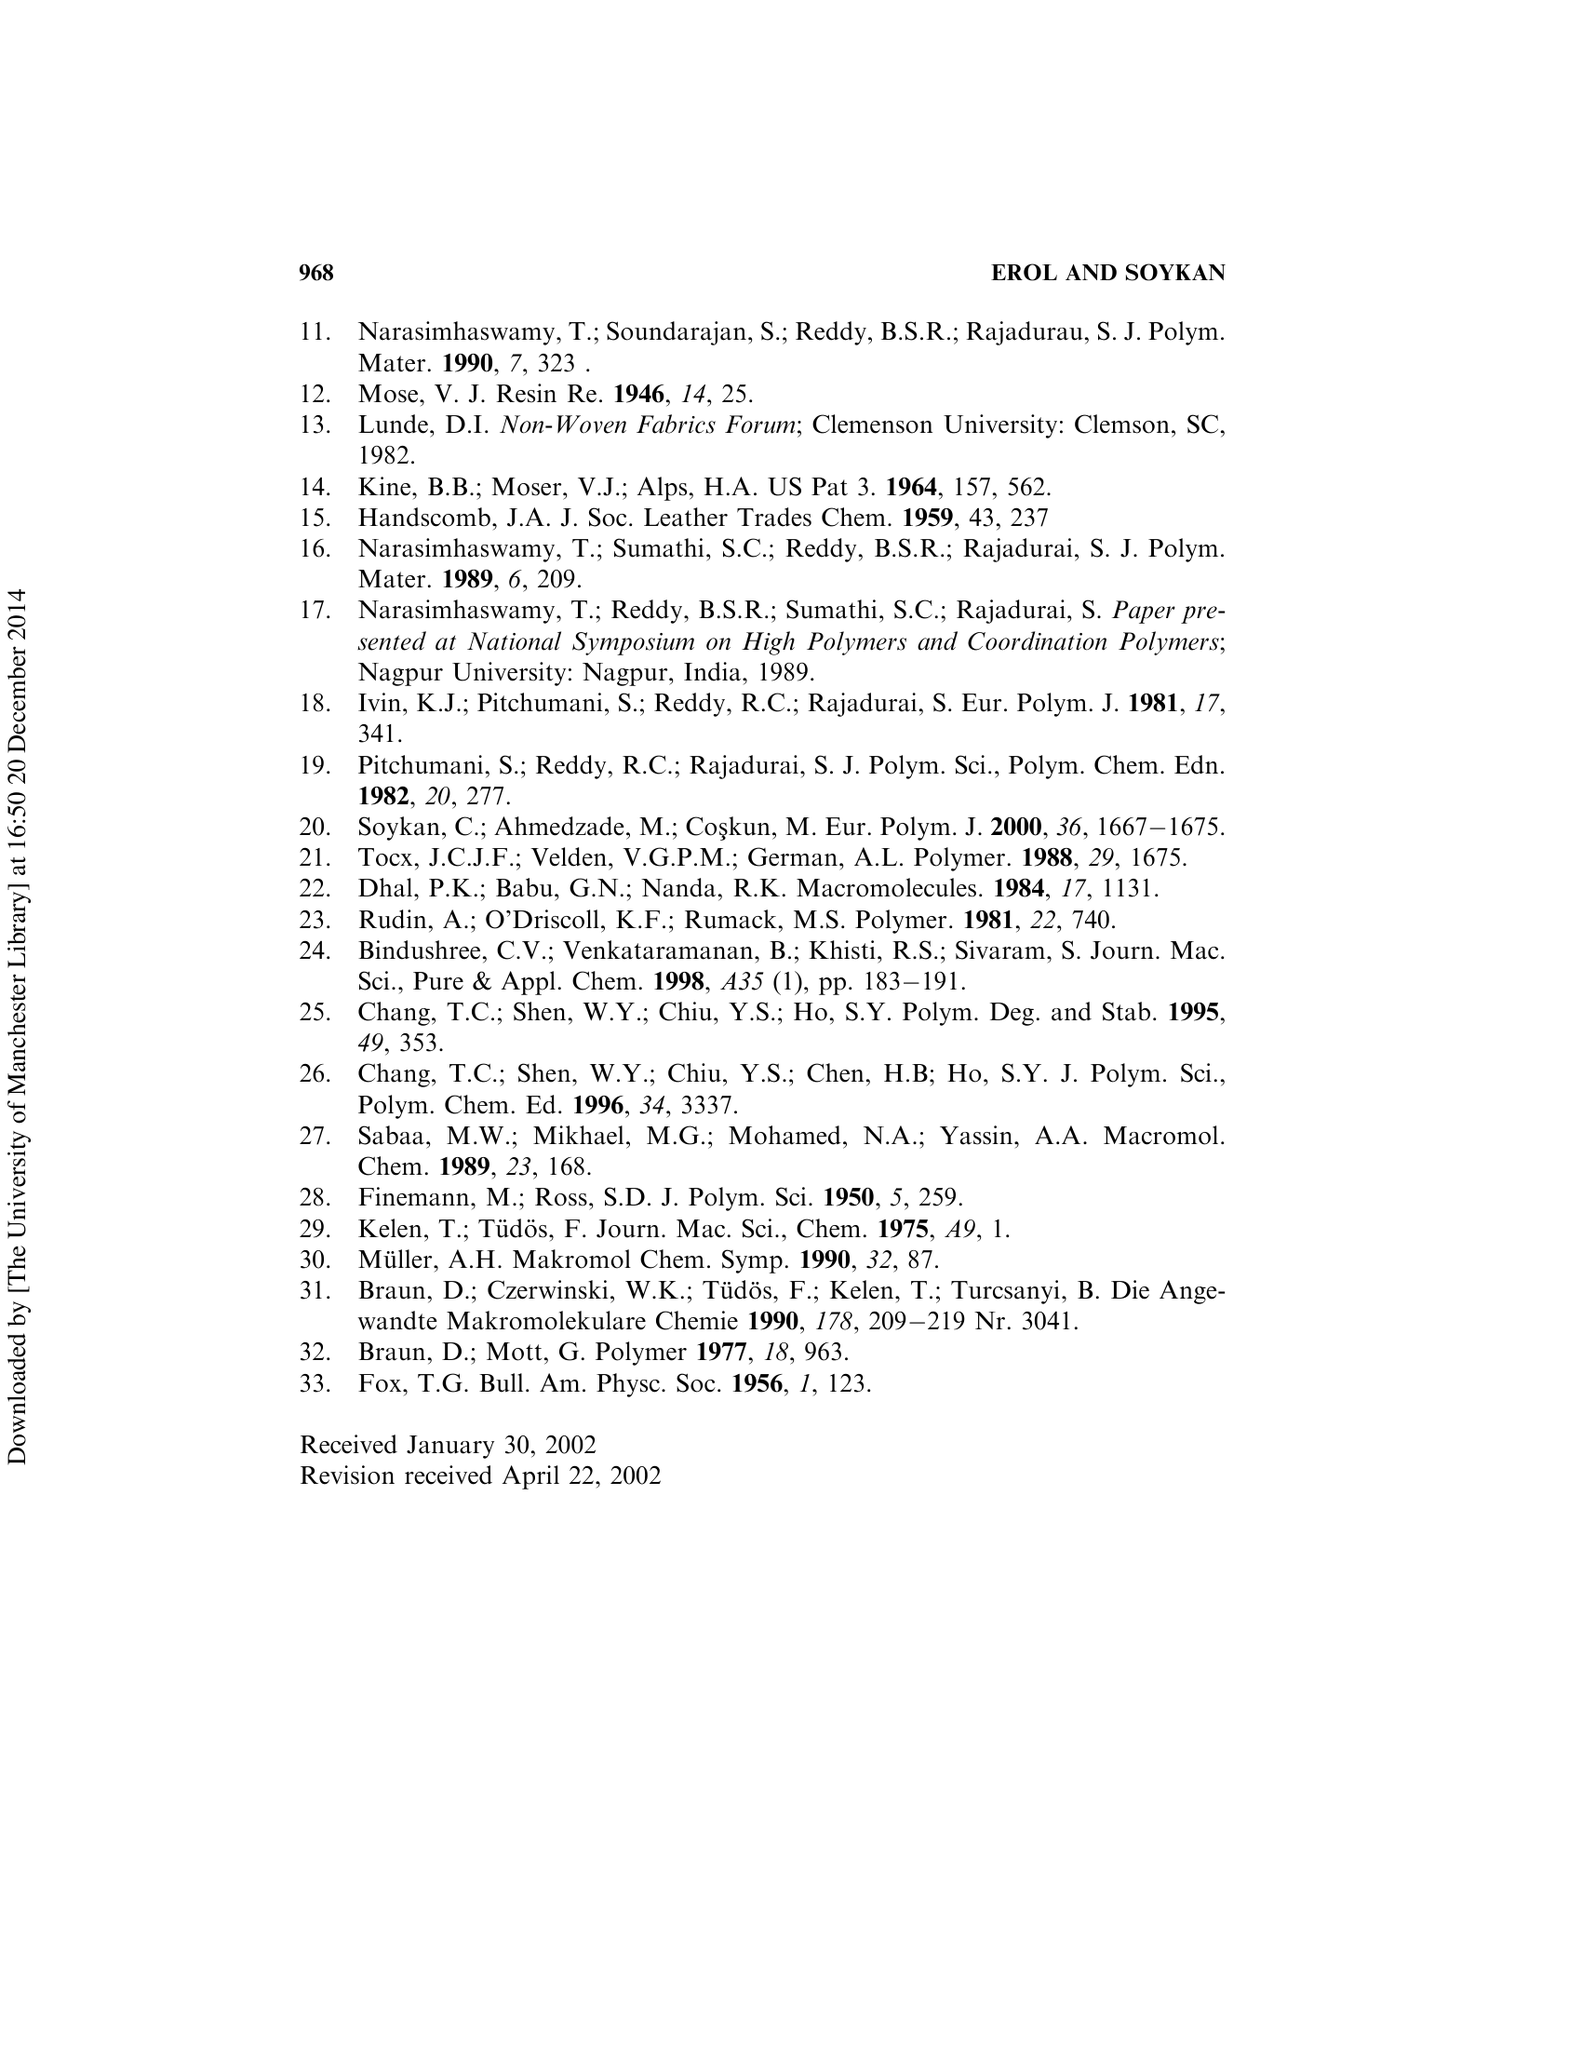 968 EROL AND SOYKAN
11. Narasimhaswamy, T.; Soundarajan, S.; Reddy, B.S.R.; Rajadurau, S. J. Polym.
Mater. 1990, 7, 323 .
12. Mose, V. J. Resin Re. 1946, 14, 25.
13. Lunde, D.I. Non-Woven Fabrics Forum; Clemenson University: Clemson, SC,
1982.
14. Kine, B.B.; Moser, V.J.; Alps, H.A. US Pat 3. 1964, 157, 562.
15. Handscomb, J.A. J. Soc. Leather Trades Chem. 1959, 43, 237
16. Narasimhaswamy, T.; Sumathi, S.C.; Reddy, B.S.R.; Rajadurai, S. J. Polym.
Mater. 1989, 6, 209.
17. Narasimhaswamy, T.; Reddy, B.S.R.; Sumathi, S.C.; Rajadurai, S. Paper pre-
sented at National Symposium on High Polymers and Coordination Polymers;
Nagpur University: Nagpur, India, 1989.
18. Ivin, K.J.; Pitchumani, S.; Reddy, R.C.; Rajadurai, S. Eur. Polym. J. 1981, 17,
341.
19. Pitchumani, S.; Reddy, R.C.; Rajadurai, S. J. Polym. Sci., Polym. Chem. Edn.
1982, 20, 277.
20. Soykan, C.; Ahmedzade, M.; Coşkun, M. Eur. Polym. J. 2000, 36, 1667–1675.
21. Tocx, J.C.J.F.; Velden, V.G.P.M.; German, A.L. Polymer. 1988, 29, 1675.
22. Dhal, P.K.; Babu, G.N.; Nanda, R.K. Macromolecules. 1984, 17, 1131.
23. Rudin, A.; O’Driscoll, K.F.; Rumack, M.S. Polymer. 1981, 22, 740.
24. Bindushree, C.V.; Venkataramanan, B.; Khisti, R.S.; Sivaram, S. Journ. Mac.
Sci., Pure & Appl. Chem. 1998, A35 (1), pp. 183–191.
25. Chang, T.C.; Shen, W.Y.; Chiu, Y.S.; Ho, S.Y. Polym. Deg. and Stab. 1995,
49, 353.
26. Chang, T.C.; Shen, W.Y.; Chiu, Y.S.; Chen, H.B; Ho, S.Y. J. Polym. Sci.,
Polym. Chem. Ed. 1996, 34, 3337.
27. Sabaa, M.W.; Mikhael, M.G.; Mohamed, N.A.; Yassin, A.A. Macromol.
Chem. 1989, 23, 168.
28. Finemann, M.; Ross, S.D. J. Polym. Sci. 1950, 5, 259.
29. Kelen, T.; Tüdös, F. Journ. Mac. Sci., Chem. 1975, A9, 1.
30. Müller, A.H. Makromol Chem. Symp. 1990, 32, 87.
31. Braun, D.; Czerwinski, W.K.; Tüdös, F.; Kelen, T.; Turcsanyi, B. Die Ange-
wandte Makromolekulare Chemie 1990, 178, 209–219 Nr. 3041.
32. Braun, D.; Mott, G. Polymer 1977, 18, 963.
33. Fox, T.G. Bull. Am. Physc. Soc. 1956, 1, 123.
Received January 30, 2002
Revision received April 22, 2002
Downloaded by [The University of Manchester Library] at 16:50 20 December 2014